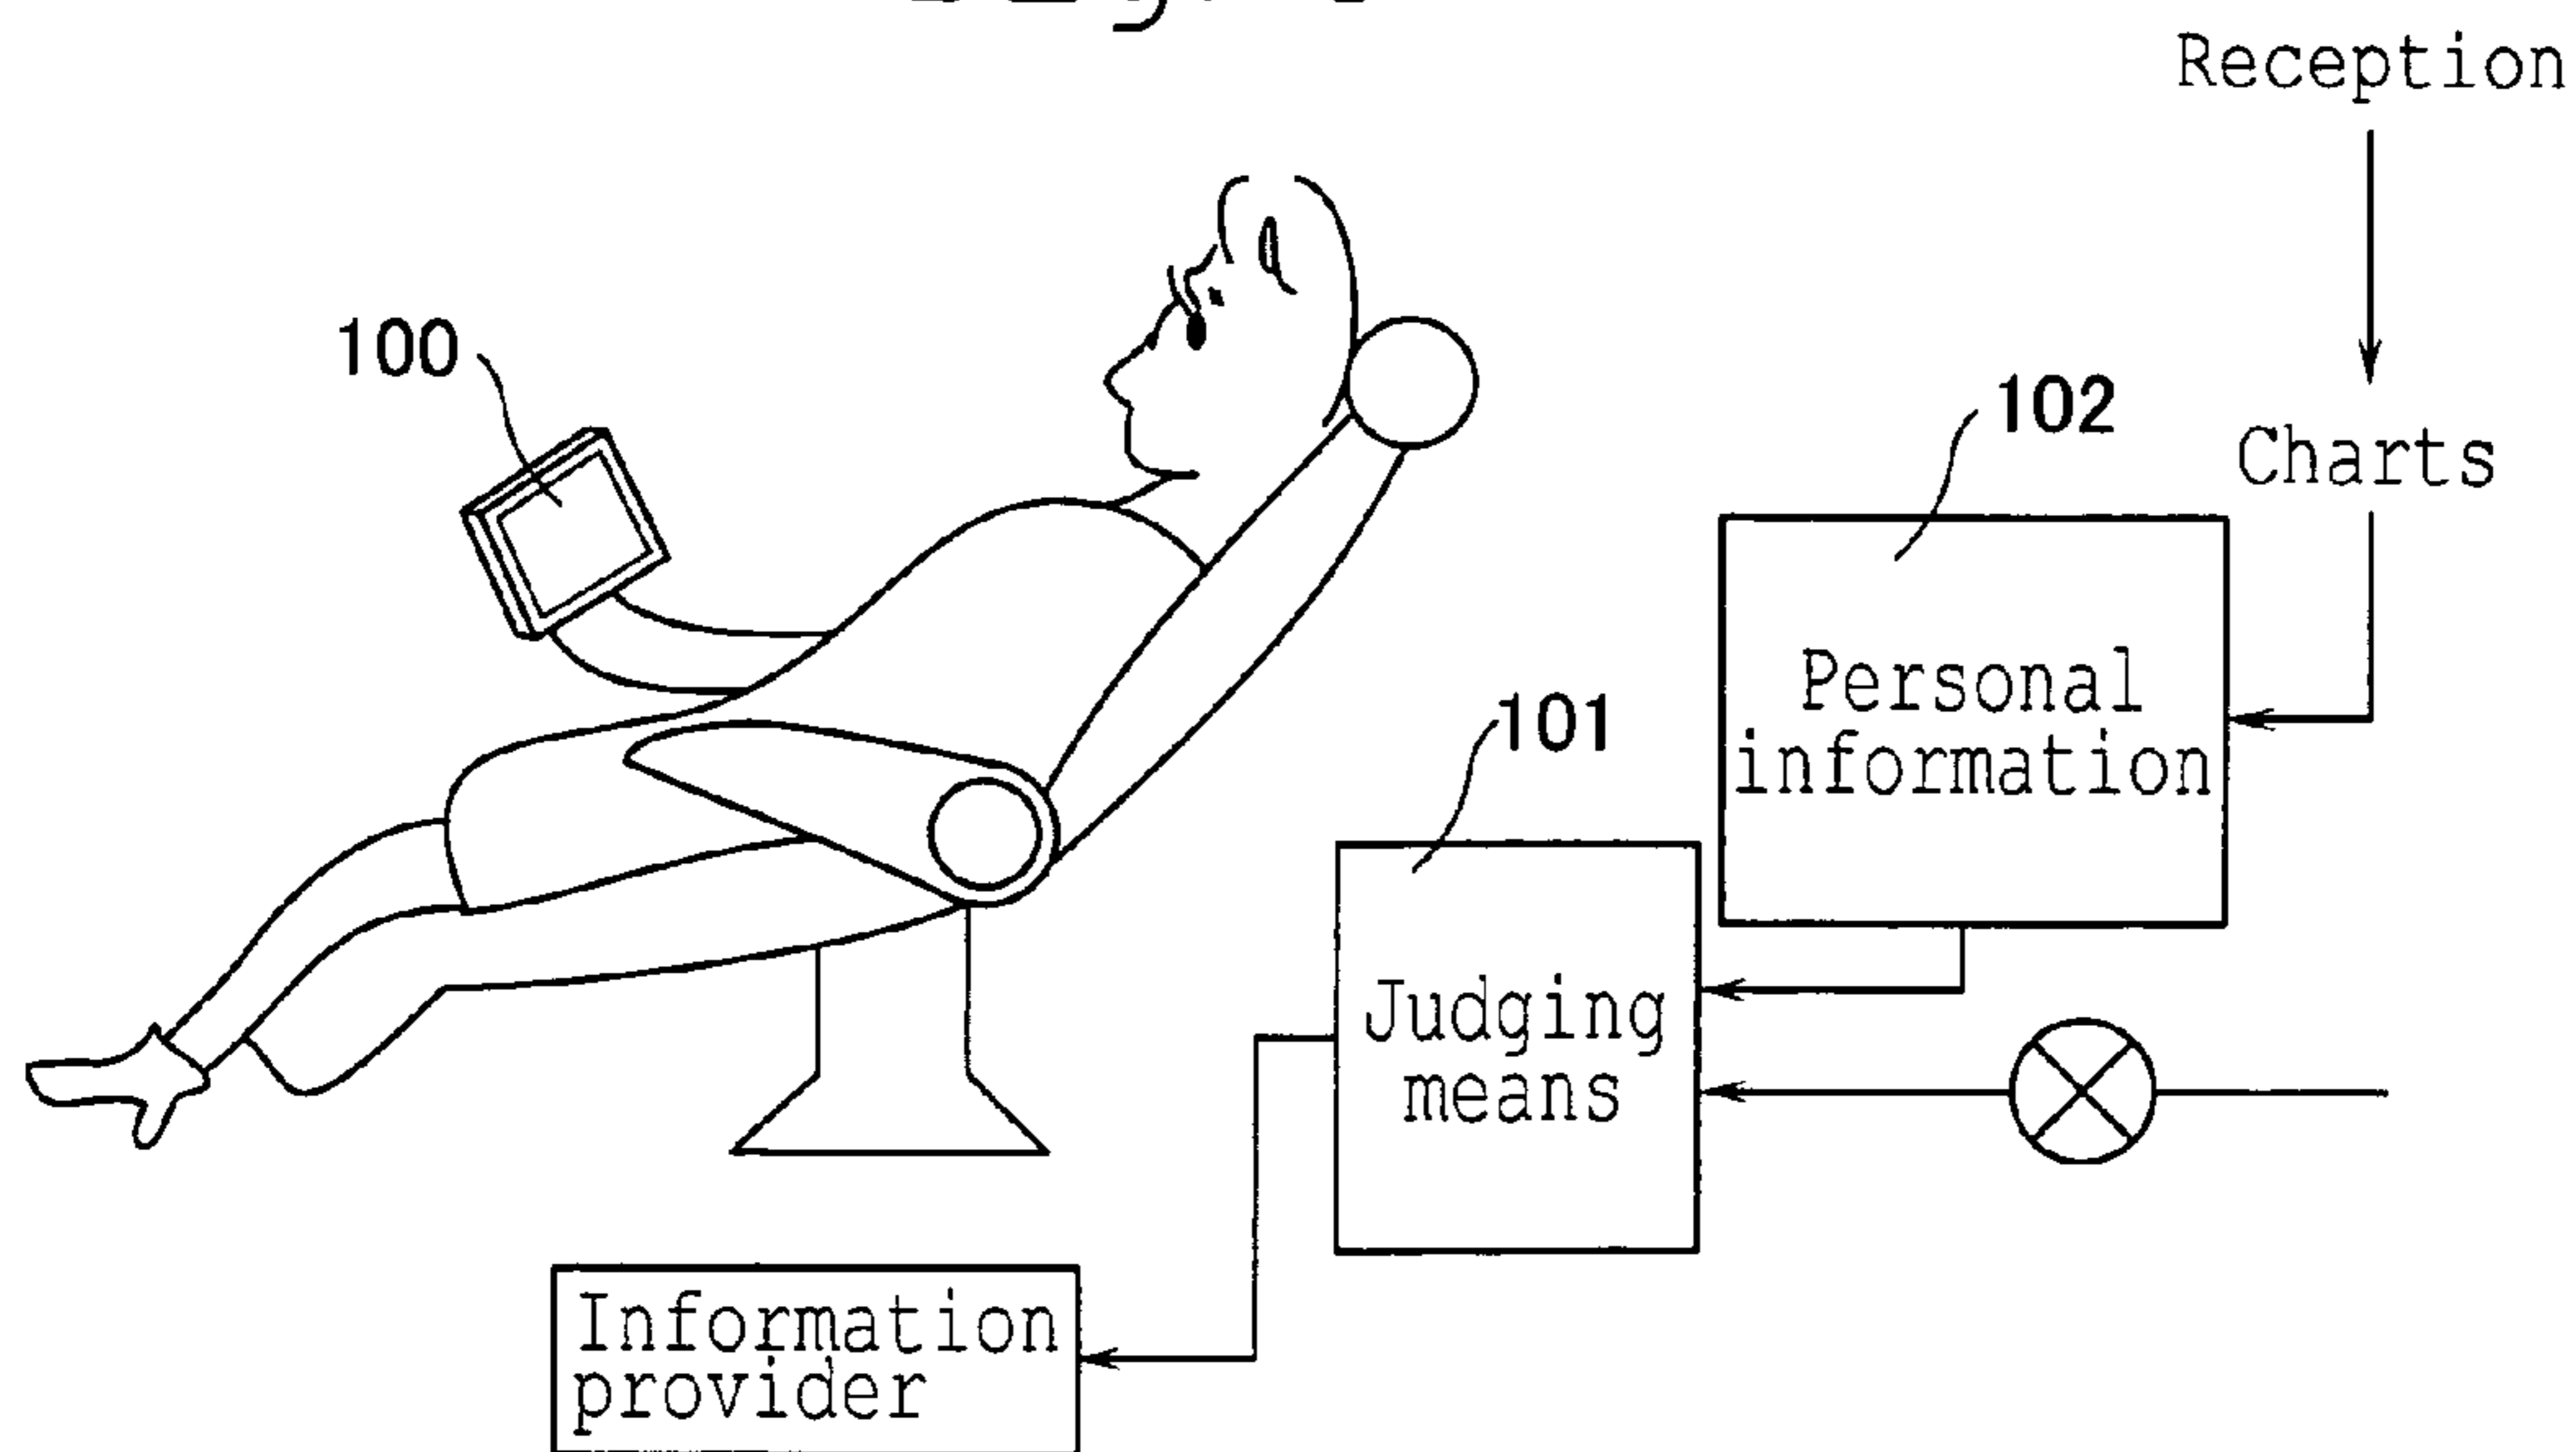 Reception
100
102
Charts
Personal
information
101
Judging
means
Information
provider